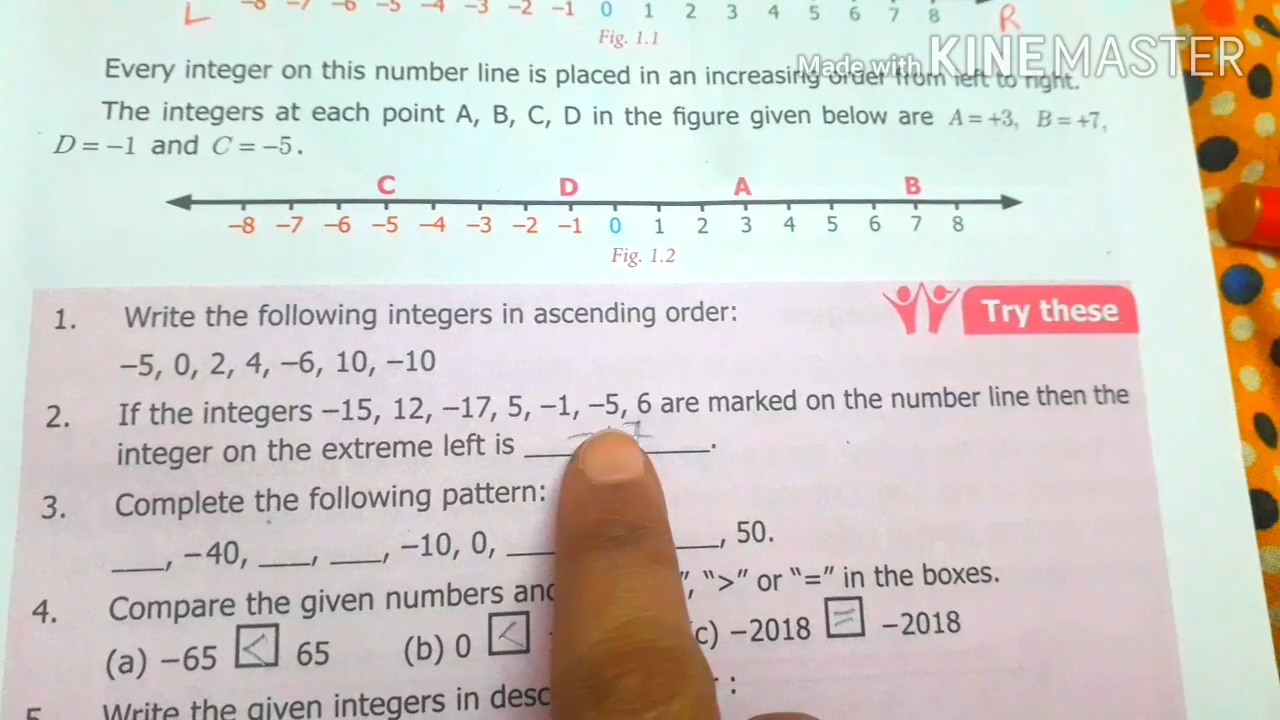 L -8 -7 -6 -5 -4 -3 -2 -1 0 1 2 3 4 5 6 7 8 R
Fig. 1.1
Made with KINEMASTER
Every integer on this number line is placed in an increasing order from left to right.
The integers at each point A, B, C, D in the figure given below are A = +3, B = +7,
D = −1 and C = −5.
C D A B
−8 −7 −6 −5 −4 −3 −2 −1 0 1 2 3 4 5 6 7 8
Fig. 1.2
Try these
1. Write the following integers in ascending order:
−5, 0, 2, 4, −6, 10, −10
2. If the integers −15, 12, −17, 5, −1, −5, 6 are marked on the number line then the
integer on the extreme left is ______.
3. Complete the following pattern:
___, −40, ___, ___, −10, 0, ___ ___, 50.
4. Compare the given numbers and ", ">" or "=" in the boxes.
(a) −65 < 65 (b) 0 < c) −2018 = −2018
Write the given integers in desc :